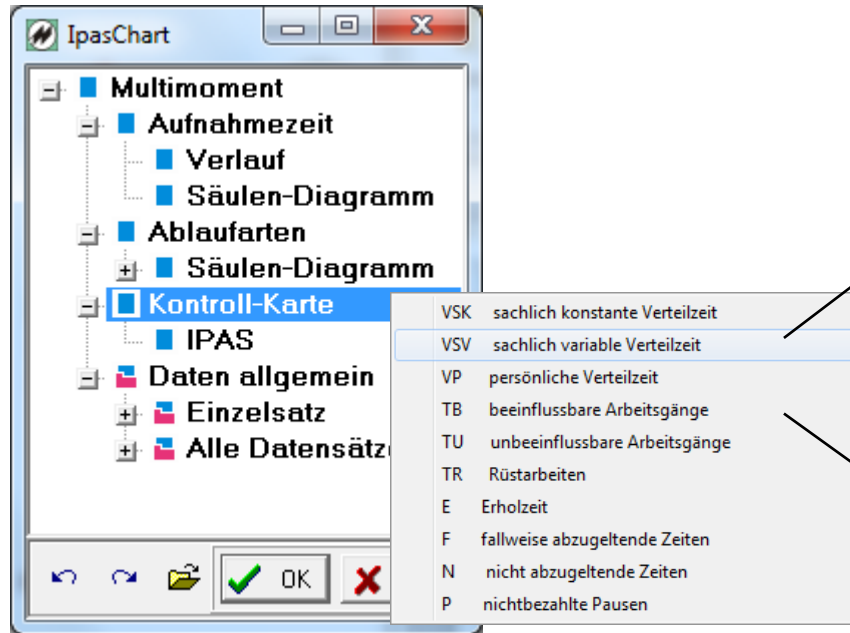 IpasChart
Multimoment
Aufnahmezeit
Verlauf
Säulen-Diagramm
Ablaufarten
Säulen-Diagramm
Kontroll-Karte
IPAS
Daten allgemein
Einzelsatz
Alle Datensätz
OK
VSK sachlich konstante Verteilzeit
VSV sachlich variable Verteilzeit
VP persönliche Verteilzeit
TB beeinflussbare Arbeitsgänge
TU unbeeinflussbare Arbeitsgänge
TR Rüstarbeiten
E Erholzeit
F fallweise abzugeltende Zeiten
N nicht abzugeltende Zeiten
P nichtbezahlte Pausen